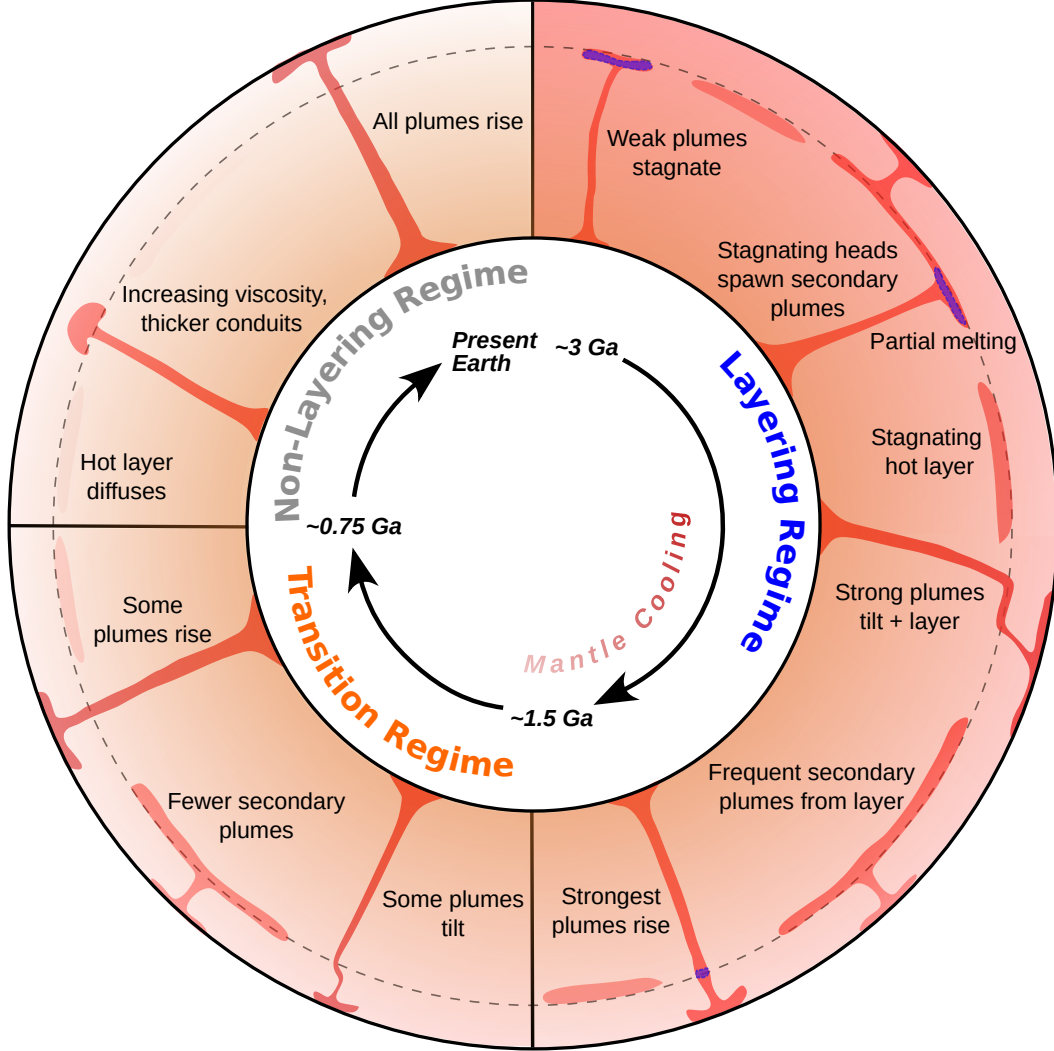 All plumes rise
Weak plumes
stagnate
Stagnating heads
spawn secondary
plumes
Partial melting
Stagnating
hot layer
Strong plumes
tilt + layer
Frequent secondary
plumes from layer
Strongest
plumes rise
Some plumes
tilt
Fewer secondary
plumes
Some
plumes rise
Hot layer
diffuses
Increasing viscosity,
thicker conduits
Non-Layering Regime
Layering Regime
Transition Regime
Present
Earth
~3 Ga
Mantle Cooling
~1.5 Ga
~0.75 Ga